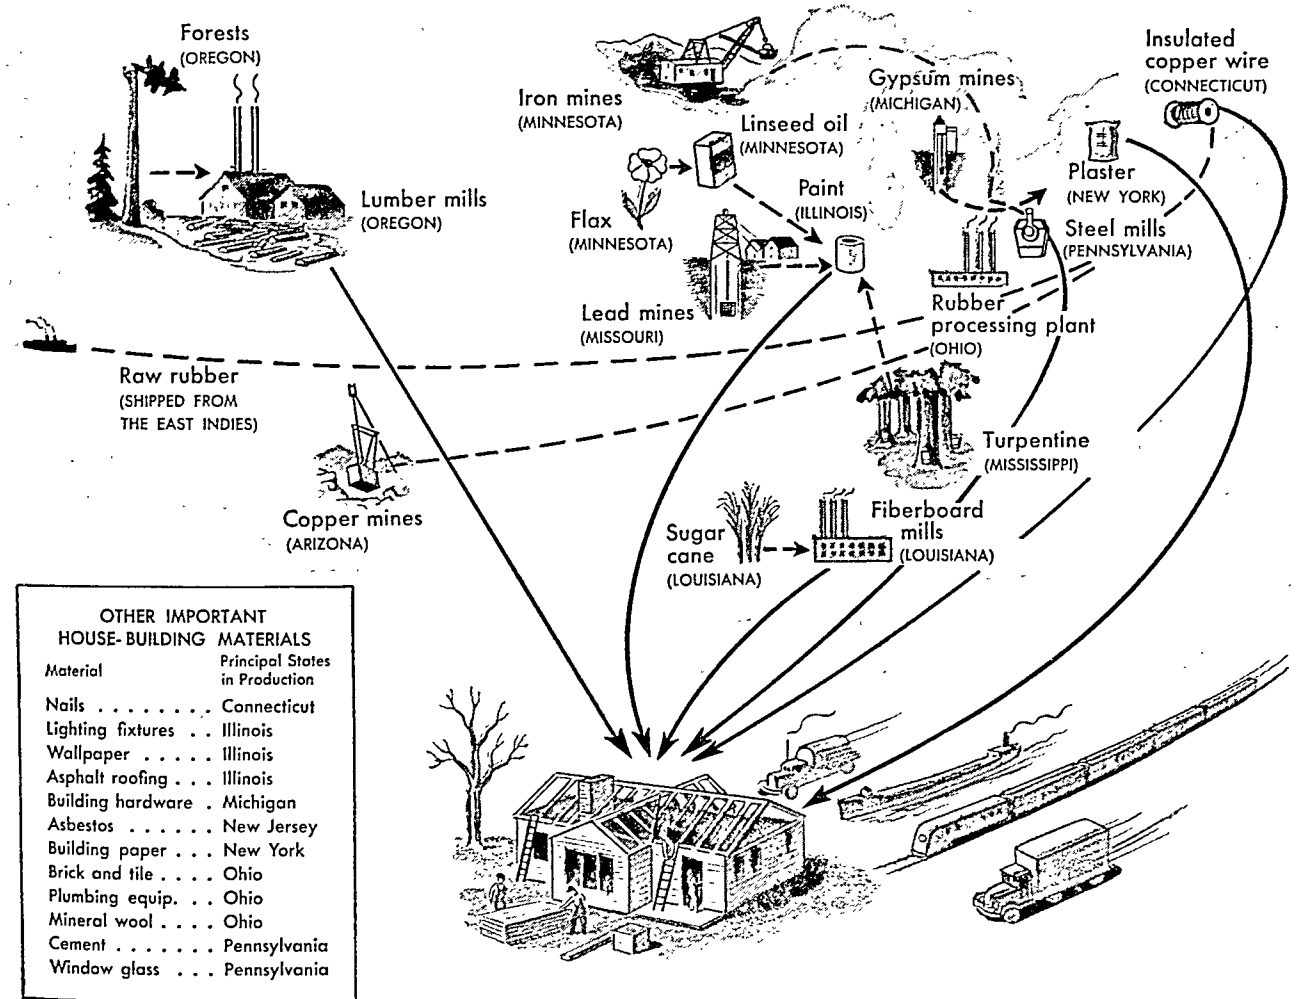 Forests
(OREGON)
Lumber mills
(OREGON)
Iron mines
(MINNESOTA)
Linseed oil
(MINNESOTA)
Flax
(MINNESOTA)
Paint
(ILLINOIS)
Lead mines
(MISSOURI)
Gypsum mines
(MICHIGAN)
Insulated
copper wire
(CONNECTICUT)
Plaster
(NEW YORK)
Steel mills
(PENNSYLVANIA)
Rubber
processing plant
(OHIO)
Raw rubber
(SHIPPED FROM
THE EAST INDIES)
Copper mines
(ARIZONA)
Turpentine
(MISSISSIPPI)
Sugar
cane
(LOUISIANA)
Fiberboard
mills
(LOUISIANA)
OTHER IMPORTANT
HOUSE-BUILDING MATERIALS
Material Principal States
in Production
Nails . . . . . . . . Connecticut
Lighting fixtures . . Illinois
Wallpaper . . . . . Illinois
Asphalt roofing . . . Illinois
Building hardware . Michigan
Asbestos . . . . . . New Jersey
Building paper . . . New York
Brick and tile . . . . Ohio
Plumbing equip. . . Ohio
Mineral wool . . . . Ohio
Cement . . . . . . . Pennsylvania
Window glass . . . Pennsylvania